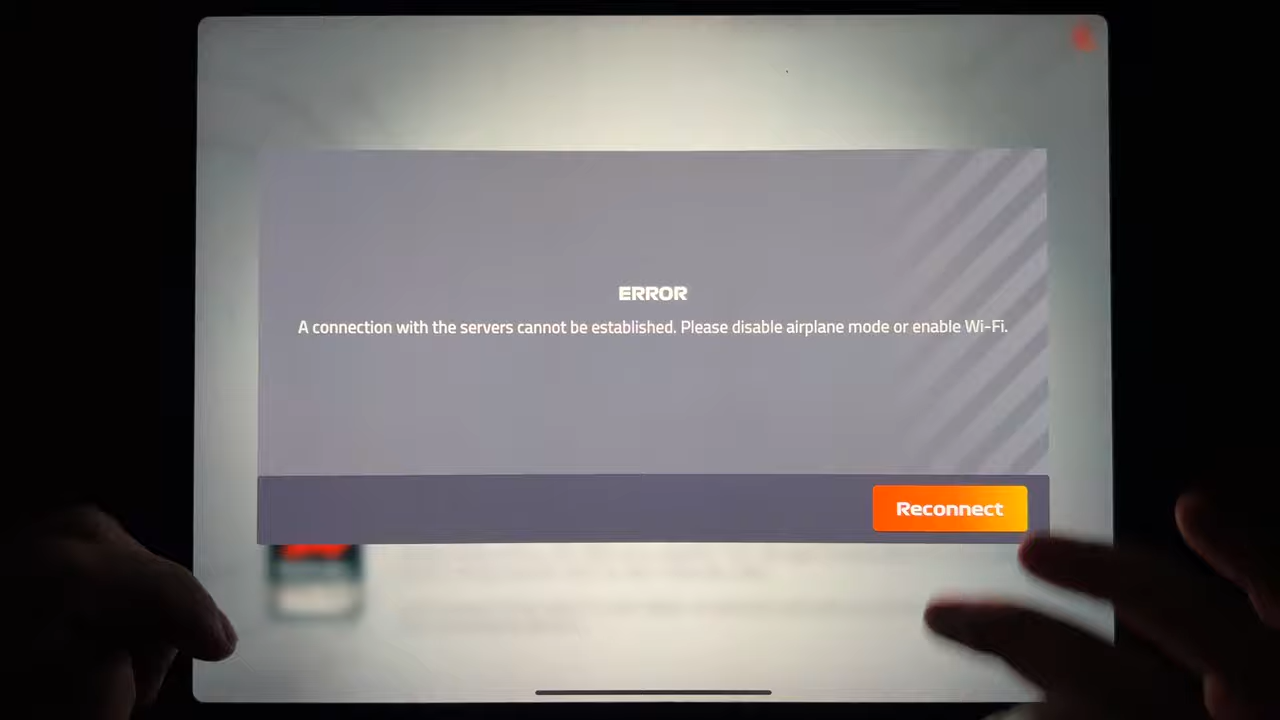 ERROR
A connection with the servers cannot be established. Please disable airplane mode or enable Wi-Fi.
Reconnect